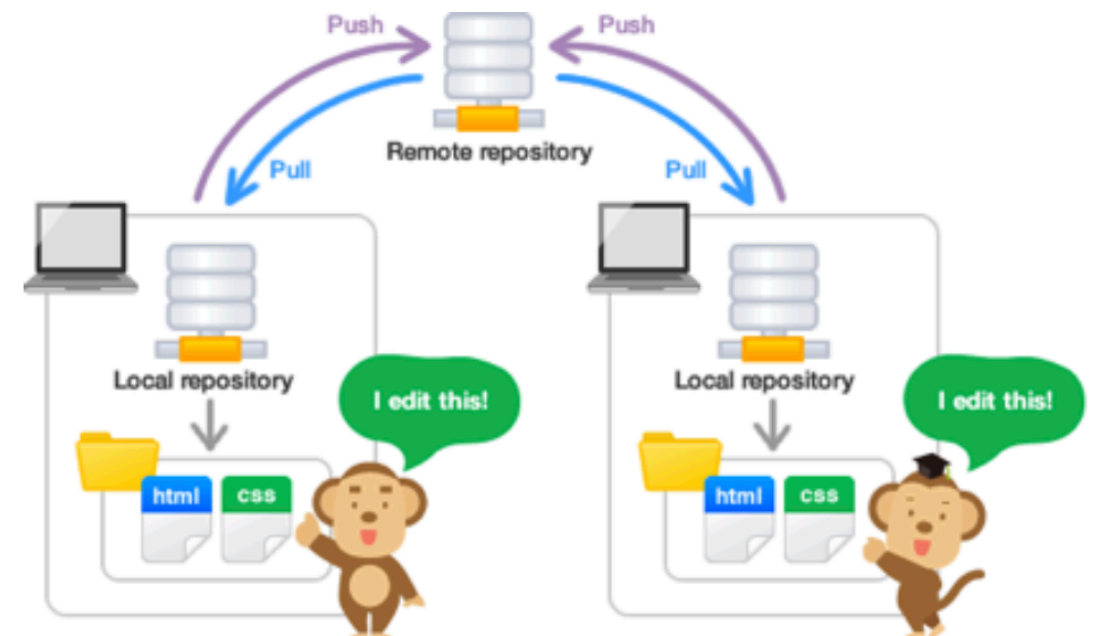 Push
Push
Remote repository
Pull
Pull
Local repository
Local repository
I edit this!
I edit this!
html
css
html
css